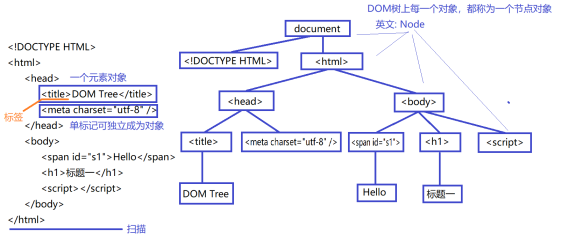 <!DOCTYPE HTML>
<html>
<head>
一个元素对象
<title>DOM Tree</title>
<meta charset="utf-8" />
标签
</head>
单标记可独立成为对象
<body>
<span id="s1">Hello</span>
<h1>标题一</h1>
<script></script>
</body>
</html>
扫描
DOM树上每一个对象，都称为一个节点对象
英文: Node
document
<!DOCTYPE HTML>
<html>
<head>
<body>
<title>
<meta charset="utf-8" />
<span id="s1">
<h1>
<script>
DOM Tree
Hello
标题一